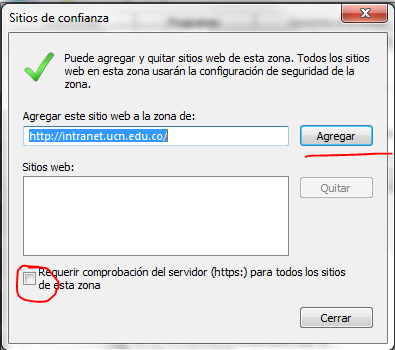 Sitios de confianza
Puede agregar y quitar sitios web de esta zona. Todos los sitios
web en esta zona usarán la configuración de seguridad de la
zona.
Agregar este sitio web a la zona de:
http://intranet.ucn.edu.co/
Agregar
Sitios web:
Quitar
Requerir comprobación del servidor (https:) para todos los sitios
de esta zona
Cerrar